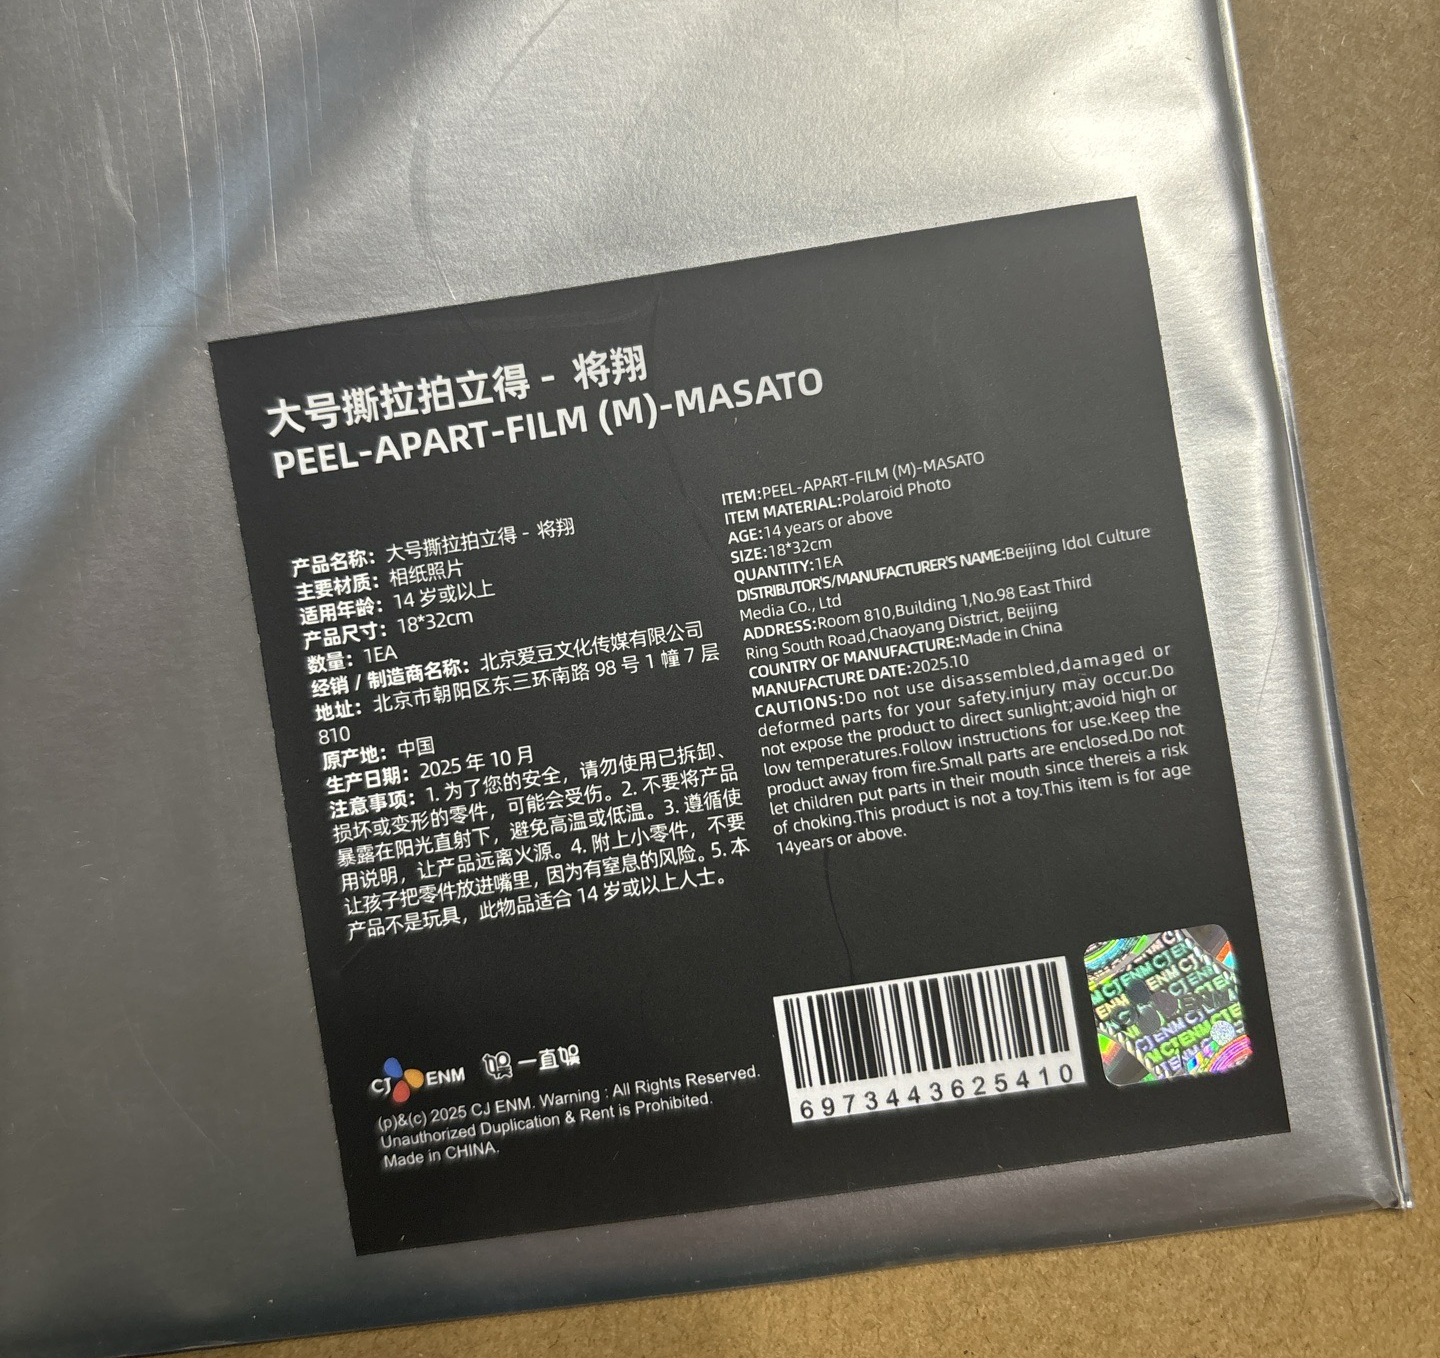 大号撕拉拍立得 - 将翔
PEEL-APART-FILM (M)-MASATO
产品名称：大号撕拉拍立得 - 将翔
主要材质：相纸照片
适用年龄：14 岁或以上
产品尺寸：18*32cm
数量：1EA
经销 / 制造商名称：北京爱豆文化传媒有限公司
地址：北京市朝阳区东三环南路 98 号 1 幢 7 层
810
原产地：中国
生产日期：2025 年 10 月
注意事项：1. 为了您的安全，请勿使用已拆卸、
损坏或变形的零件，可能会受伤。2. 不要将产品
暴露在阳光直射下，避免高温或低温。3. 遵循使
用说明，让产品远离火源。4. 附上小零件，不要
让孩子把零件放进嘴里，因为有窒息的风险。5. 本
产品不是玩具，此物品适合 14 岁或以上人士。
ITEM:PEEL-APART-FILM (M)-MASATO
ITEM MATERIAL:Polaroid Photo
AGE:14 years or above
SIZE:18*32cm
QUANTITY:1EA
DISTRIBUTOR'S/MANUFACTURER'S NAME:Beijing Idol Culture
Media Co., Ltd
ADDRESS:Room 810,Building 1,No.98 East Third
Ring South Road,Chaoyang District, Beijing
COUNTRY OF MANUFACTURE:Made in China
MANUFACTURE DATE:2025.10
CAUTIONS:Do not use disassembled,damaged or
deformed parts for your safety.injury may occur.Do
not expose the product to direct sunlight;avoid high or
low temperatures.Follow instructions for use.Keep the
product away from fire.Small parts are enclosed.Do not
let children put parts in their mouth since thereis a risk
of choking.This product is not a toy.This item is for age
14years or above.
CJ ENM 一直娱
(p)&(c) 2025 CJ ENM. Warning : All Rights Reserved.
Unauthorized Duplication & Rent is Prohibited.
Made in CHINA.
6973443625410
CJ ENM